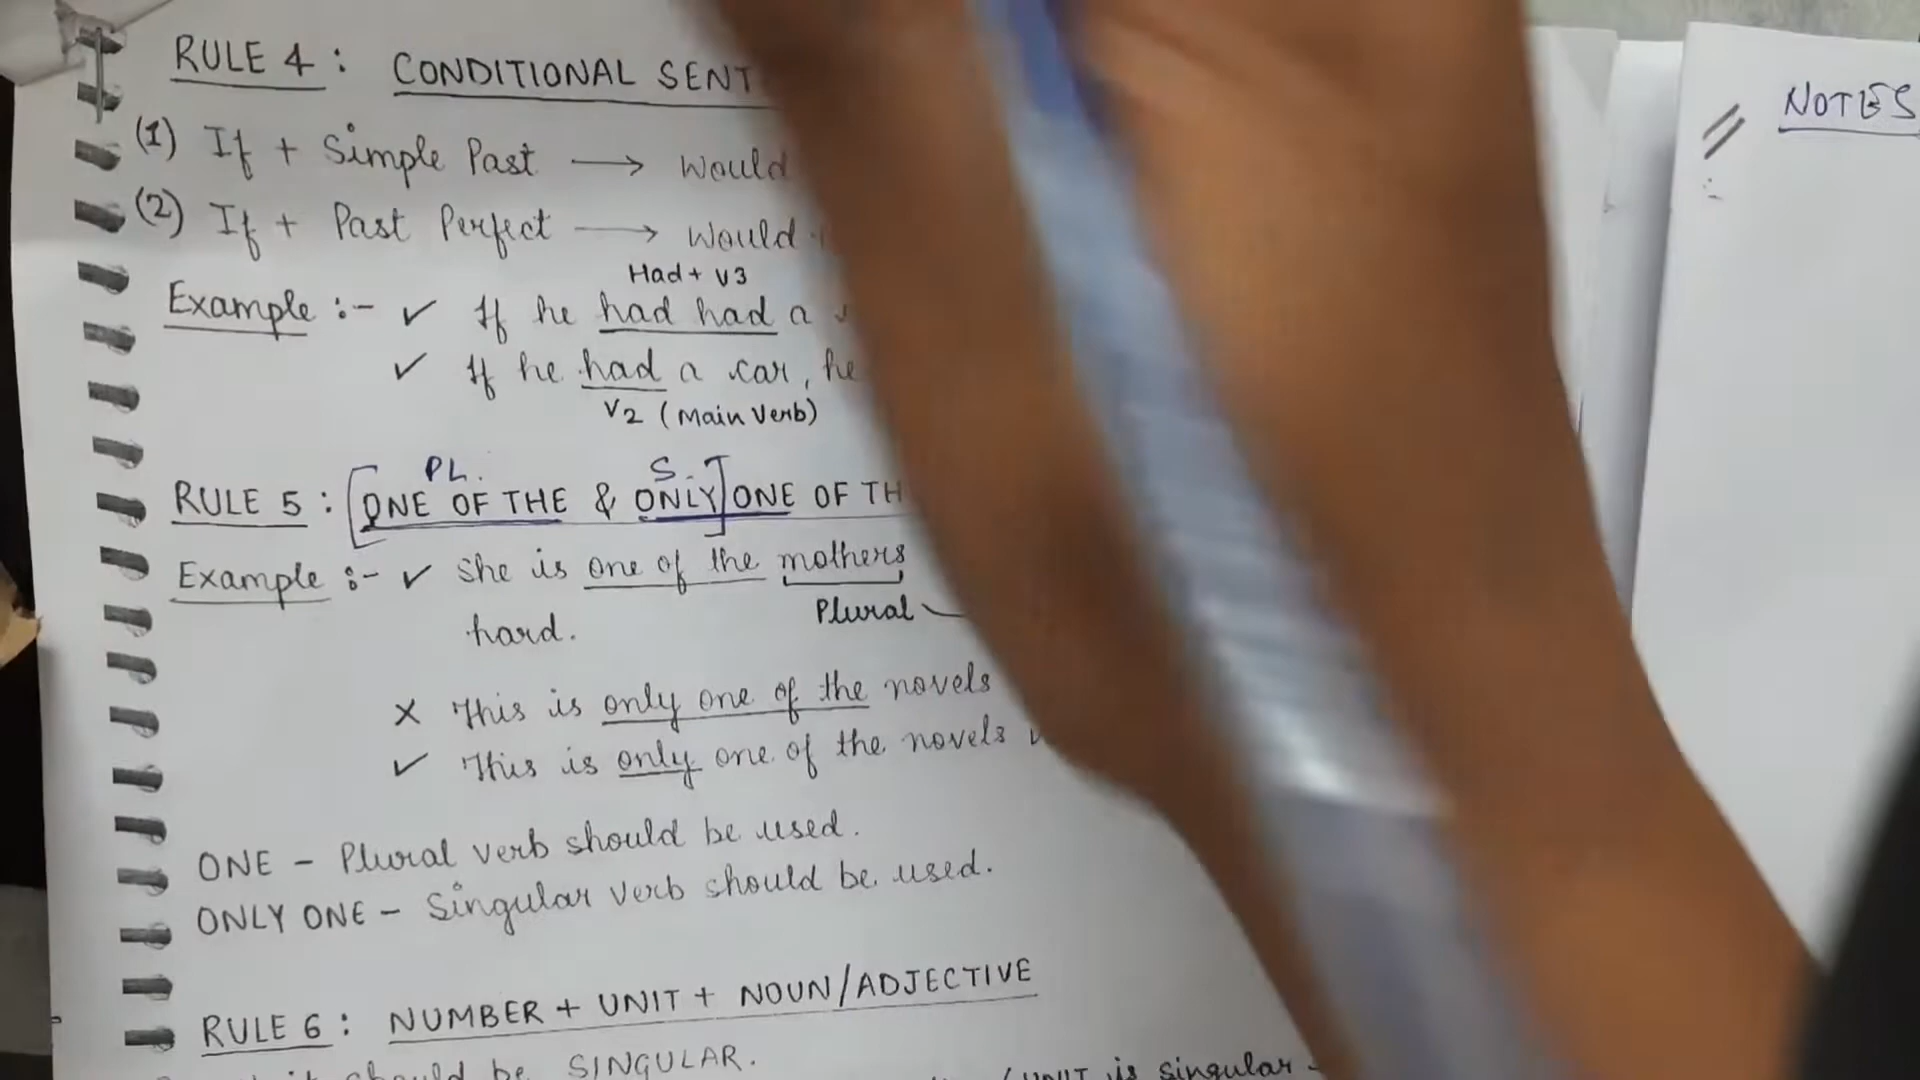 RULE 4 : CONDITIONAL SENT
(1) If + Simple Past → would
(2) If + Past Perfect → would
Had + V3
Example :- ✓ If he had had a
✓ If he had a car, he
V2 (Main Verb)
PL. S.
RULE 5 : [ONE OF THE & ONLY] ONE OF TH
Example :- ✓ She is one of the mothers
Plural
hard.
X This is only one of the novels
✓ This is only one of the novels
ONE - Plural verb should be used.
ONLY ONE - Singular verb should be used.
RULE 6 : NUMBER + UNIT + NOUN/ADJECTIVE
should be SINGULAR.
/ UNIT is singular -
NOTES